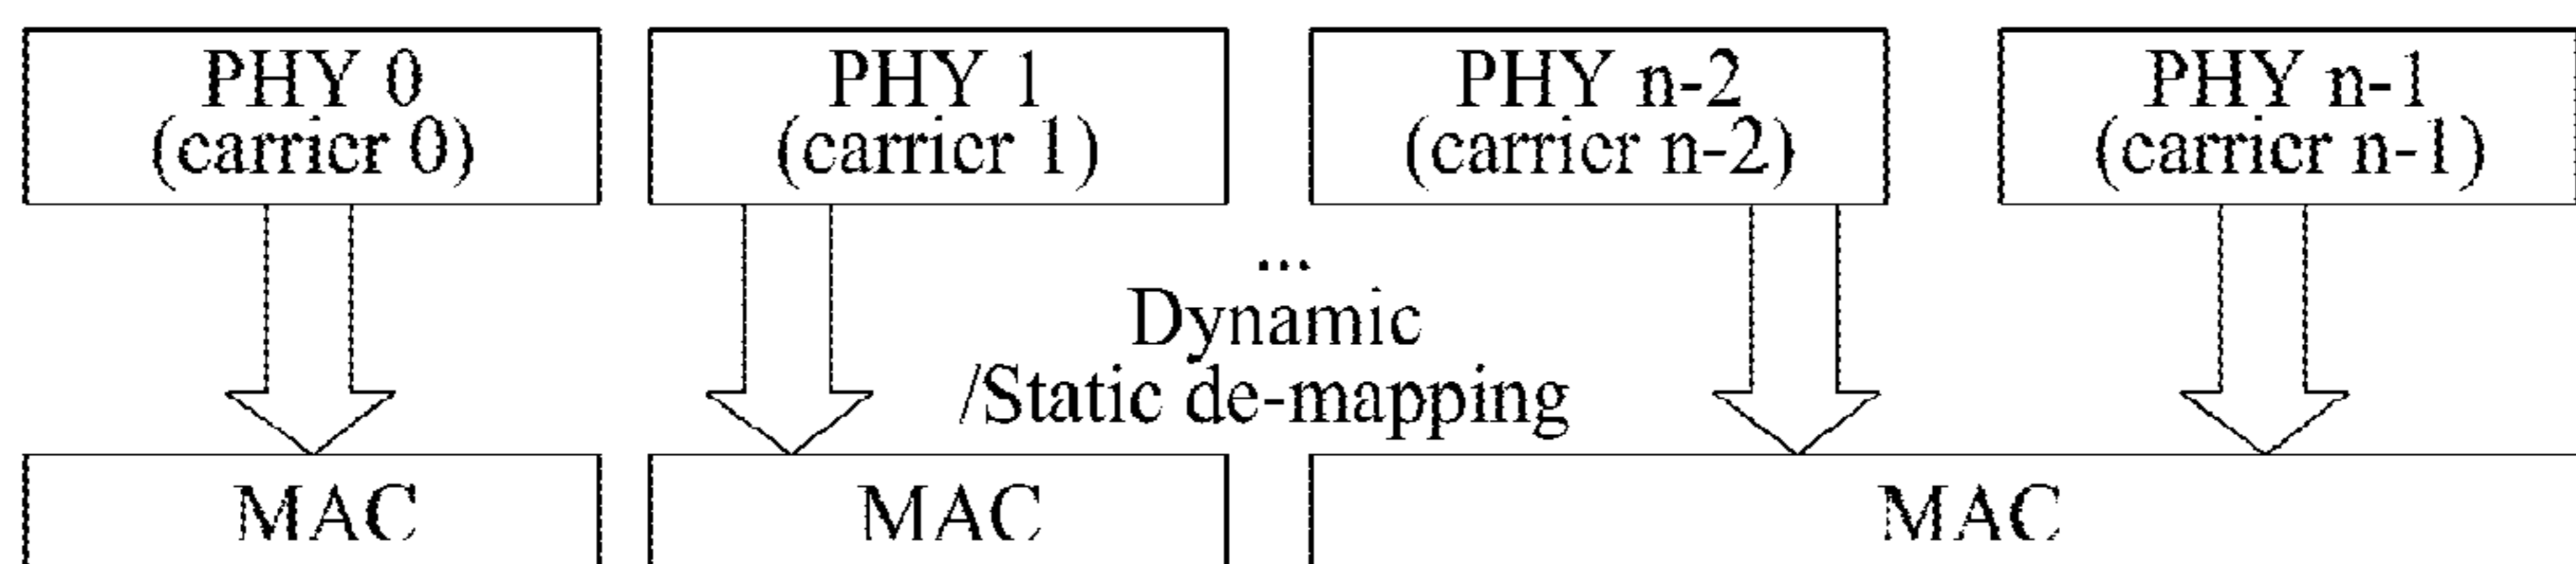 PHY 0
(carrier 0)
PHY 1
(carrier 1)
PHY n-2
(carrier n-2)
PHY n-1
(carrier n-1)
...
Dynamic
/Static de-mapping
MAC
MAC
MAC